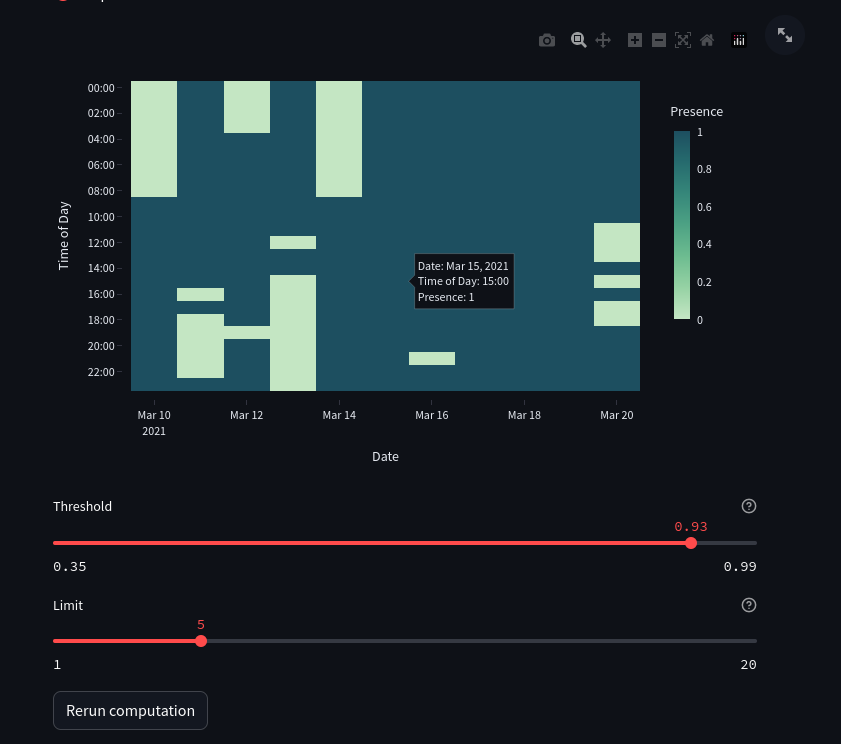 00:00
02:00
04:00
06:00
08:00
10:00
12:00
14:00
16:00
18:00
20:00
22:00
Time of Day
Mar 10
2021
Mar 12
Mar 14
Mar 16
Mar 18
Mar 20
Date
Presence
1
0.8
0.6
0.4
0.2
0
Date: Mar 15, 2021
Time of Day: 15:00
Presence: 1
Threshold
0.93
0.35
0.99
Limit
5
1
20
Rerun computation